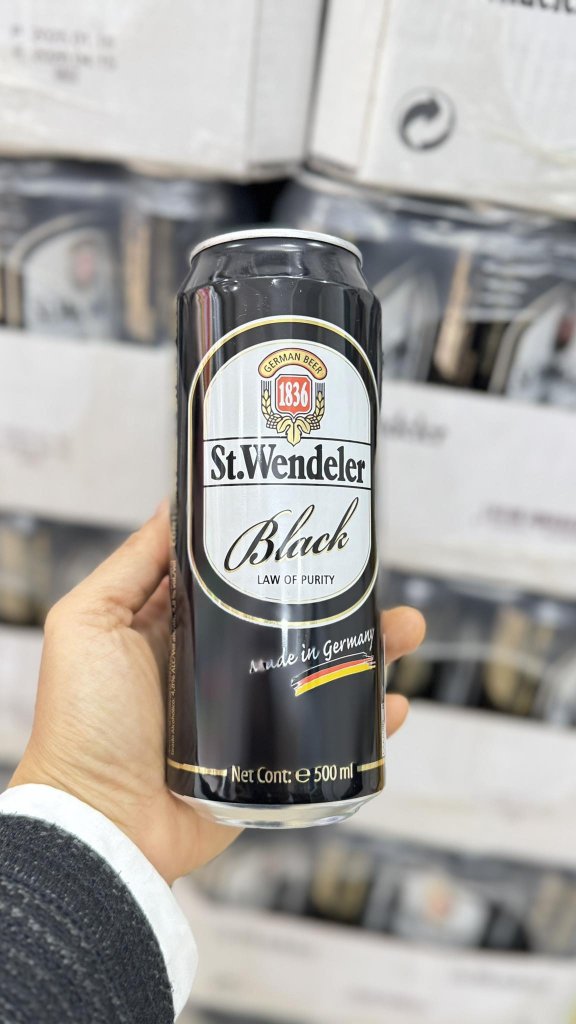 GERMAN BEER
1836
St.Wendeler
Black
LAW OF PURITY
Made in Germany
Net Cont: ℮ 500 ml